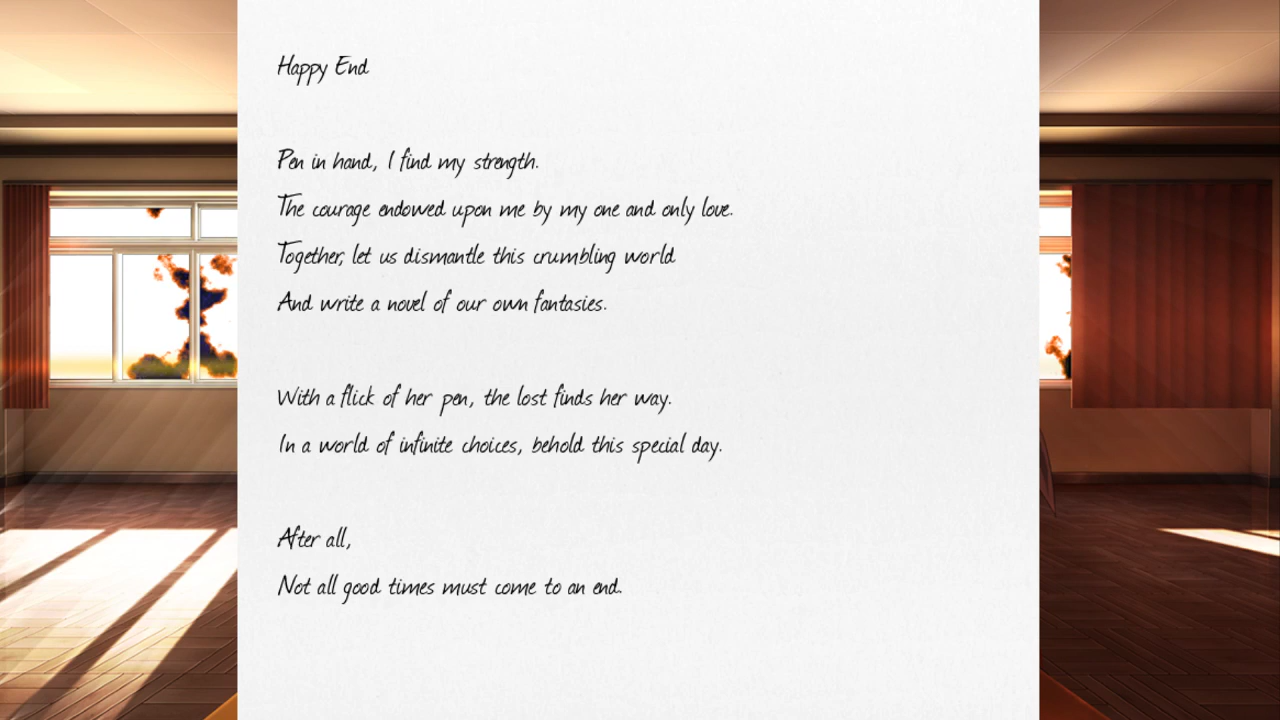 Happy End
Pen in hand, I find my strength.
The courage endowed upon me by my one and only love.
Together, let us dismantle this crumbling world
And write a novel of our own fantasies.
With a flick of her pen, the lost finds her way.
In a world of infinite choices, behold this special day.
After all,
Not all good times must come to an end.